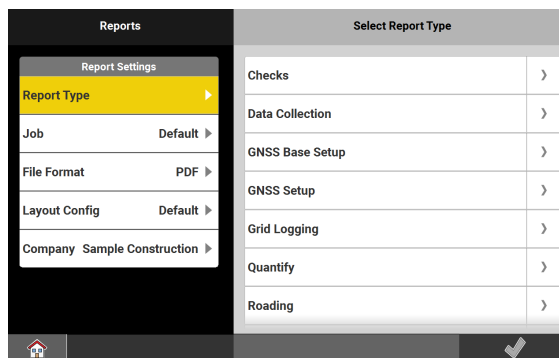 Reports
Select Report Type
Report Settings
Report Type
Job Default
File Format PDF
Layout Config Default
Company Sample Construction
Checks
Data Collection
GNSS Base Setup
GNSS Setup
Grid Logging
Quantify
Roading